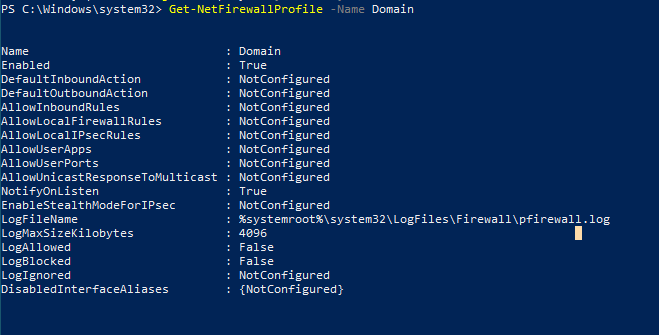 PS C:\Windows\system32> Get-NetFirewallProfile -Name Domain
Name : Domain
Enabled : True
DefaultInboundAction : NotConfigured
DefaultOutboundAction : NotConfigured
AllowInboundRules : NotConfigured
AllowLocalFirewallRules : NotConfigured
AllowLocalIPsecRules : NotConfigured
AllowUserApps : NotConfigured
AllowUserPorts : NotConfigured
AllowUnicastResponseToMulticast : NotConfigured
NotifyOnListen : True
EnableStealthModeForIPsec : NotConfigured
LogFileName : %systemroot%\system32\LogFiles\Firewall\pfirewall.log
LogMaxSizeKilobytes : 4096
LogAllowed : False
LogBlocked : False
LogIgnored : NotConfigured
DisabledInterfaceAliases : {NotConfigured}